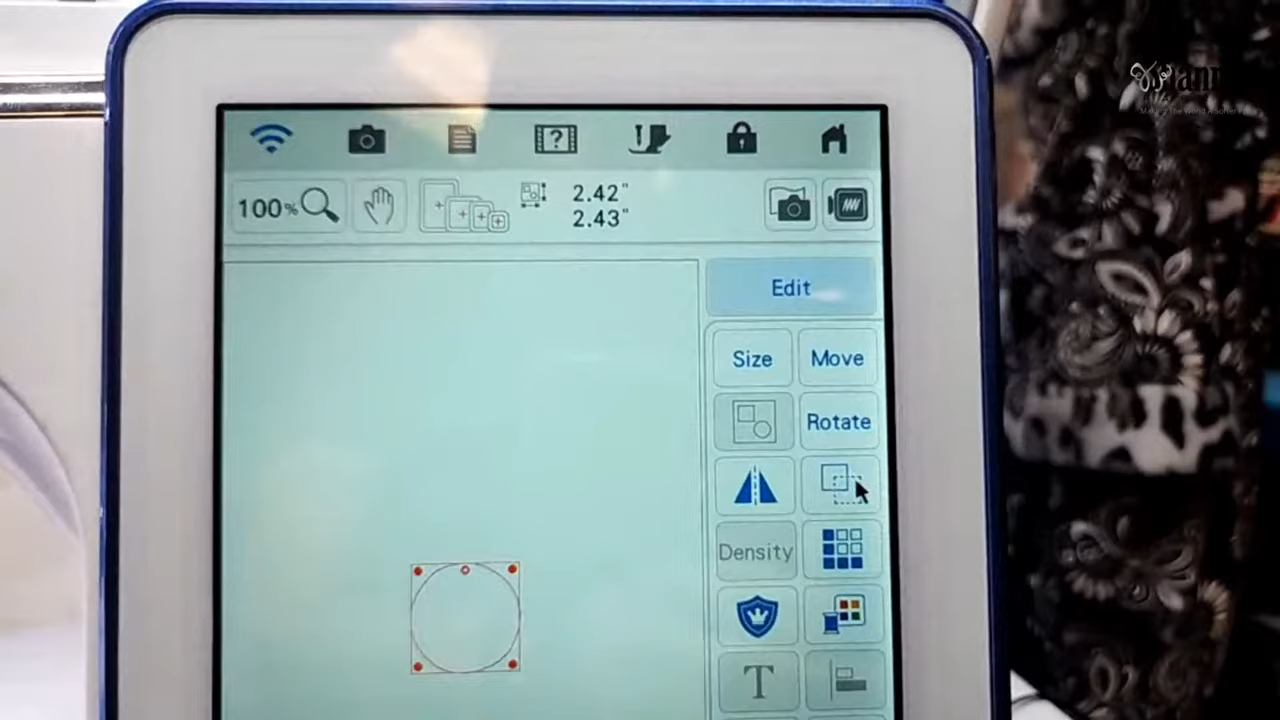 ?
100%
2.42"
2.43"
Edit
Size Move
Rotate
Density
T